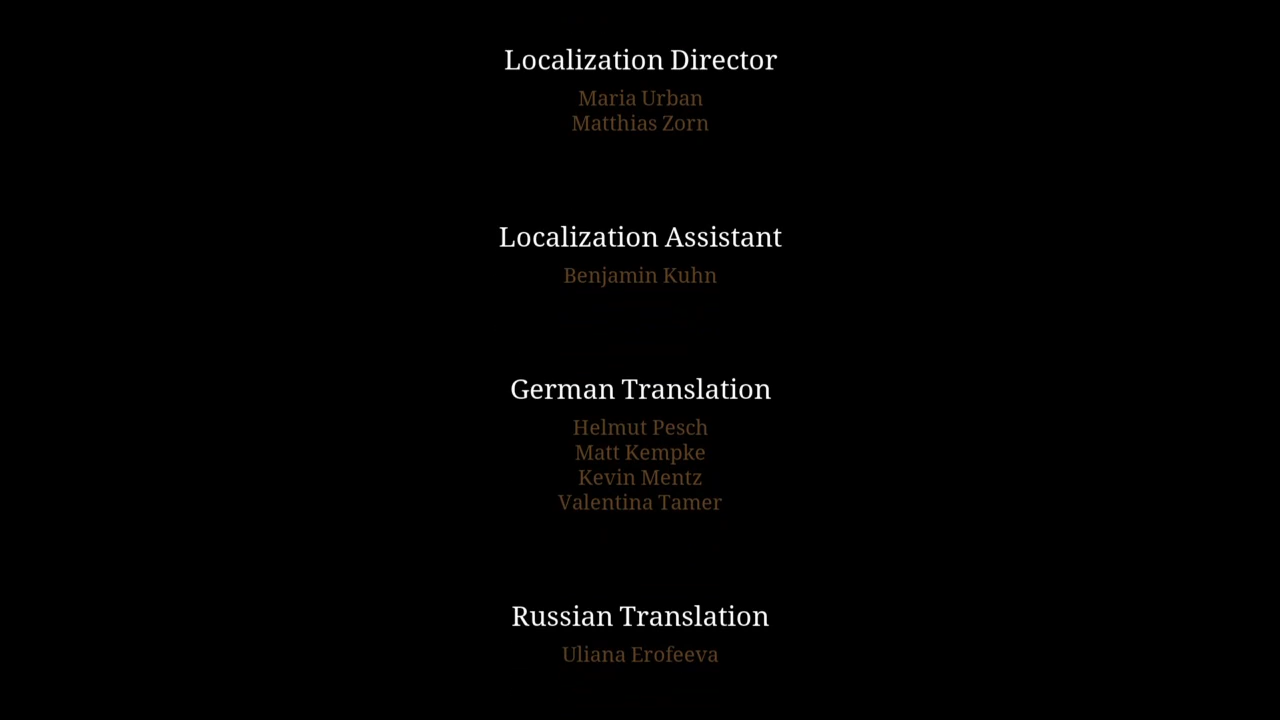 Localization Director
Maria Urban
Matthias Zorn
Localization Assistant
Benjamin Kuhn
German Translation
Helmut Pesch
Matt Kempke
Kevin Mentz
Valentina Tamer
Russian Translation
Uliana Erofeeva